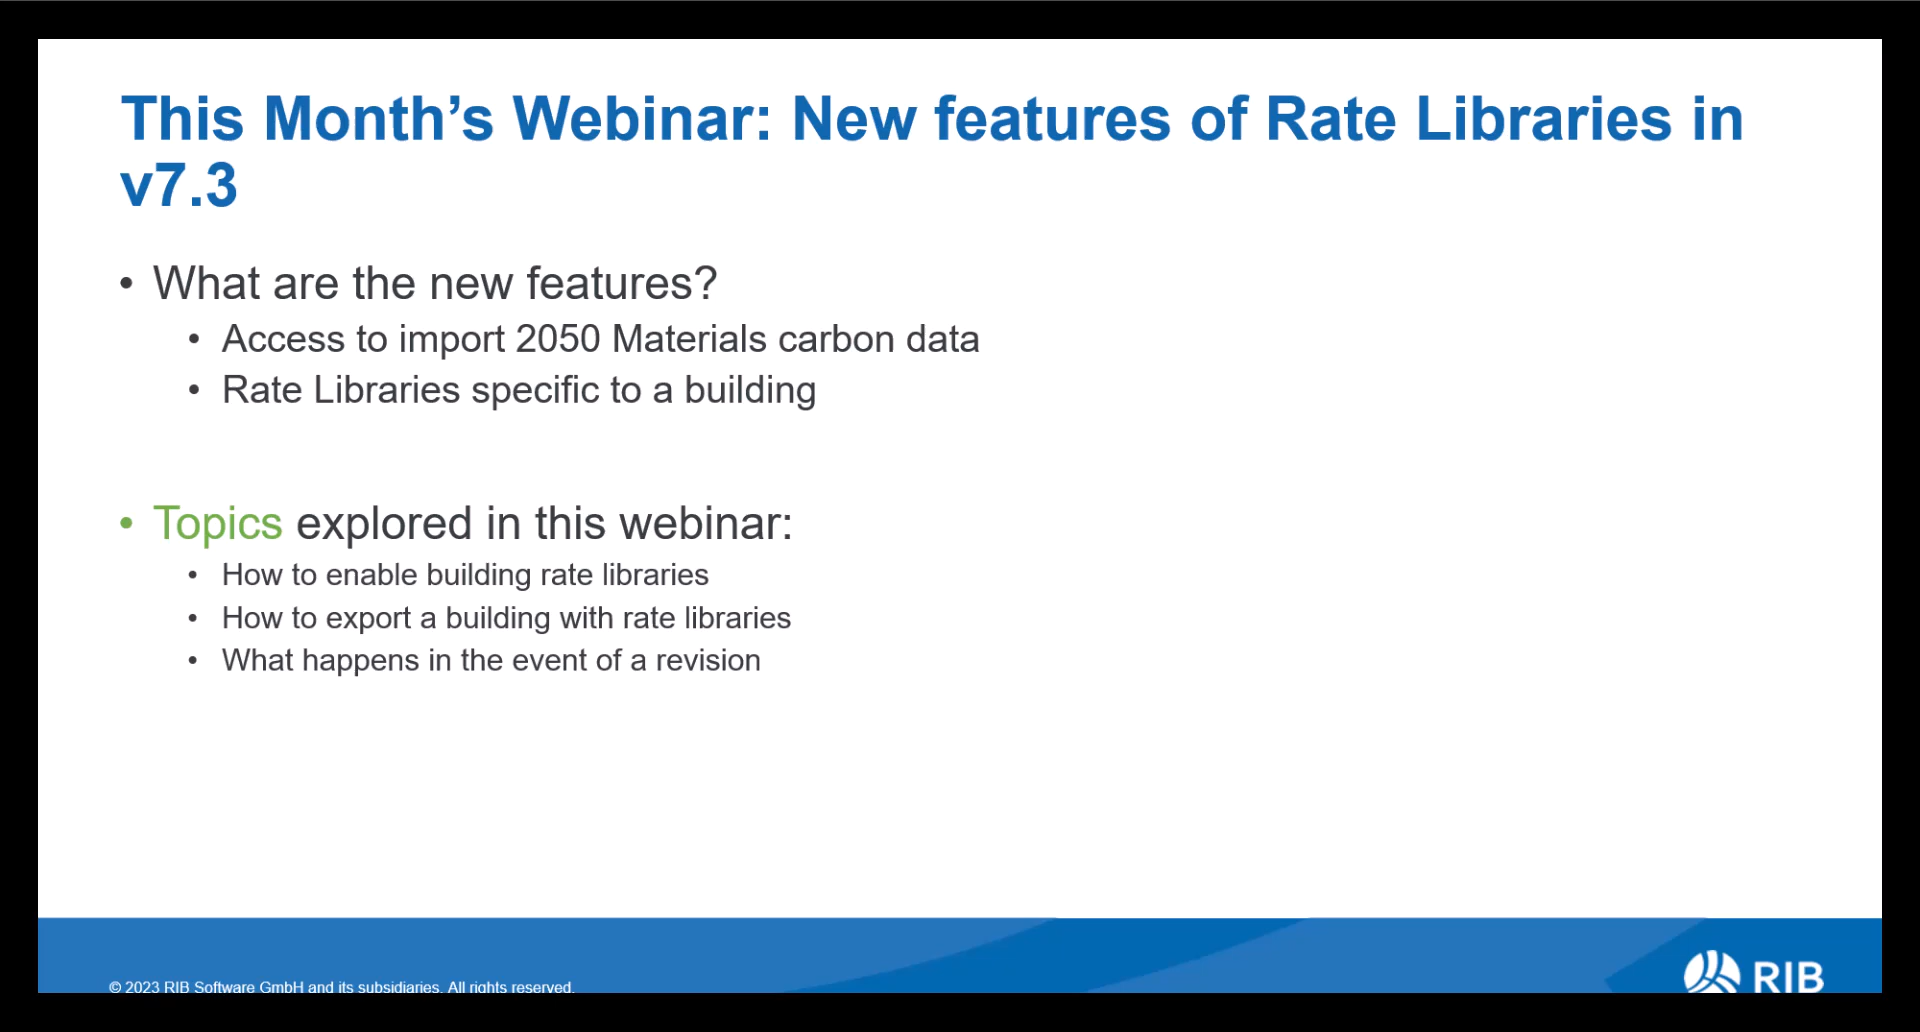 This Month’s Webinar: New features of Rate Libraries in
v7.3
• What are the new features?
• Access to import 2050 Materials carbon data
• Rate Libraries specific to a building
• Topics explored in this webinar:
• How to enable building rate libraries
• How to export a building with rate libraries
• What happens in the event of a revision
© 2023 RIB Software GmbH and its subsidiaries. All rights reserved.
RIB